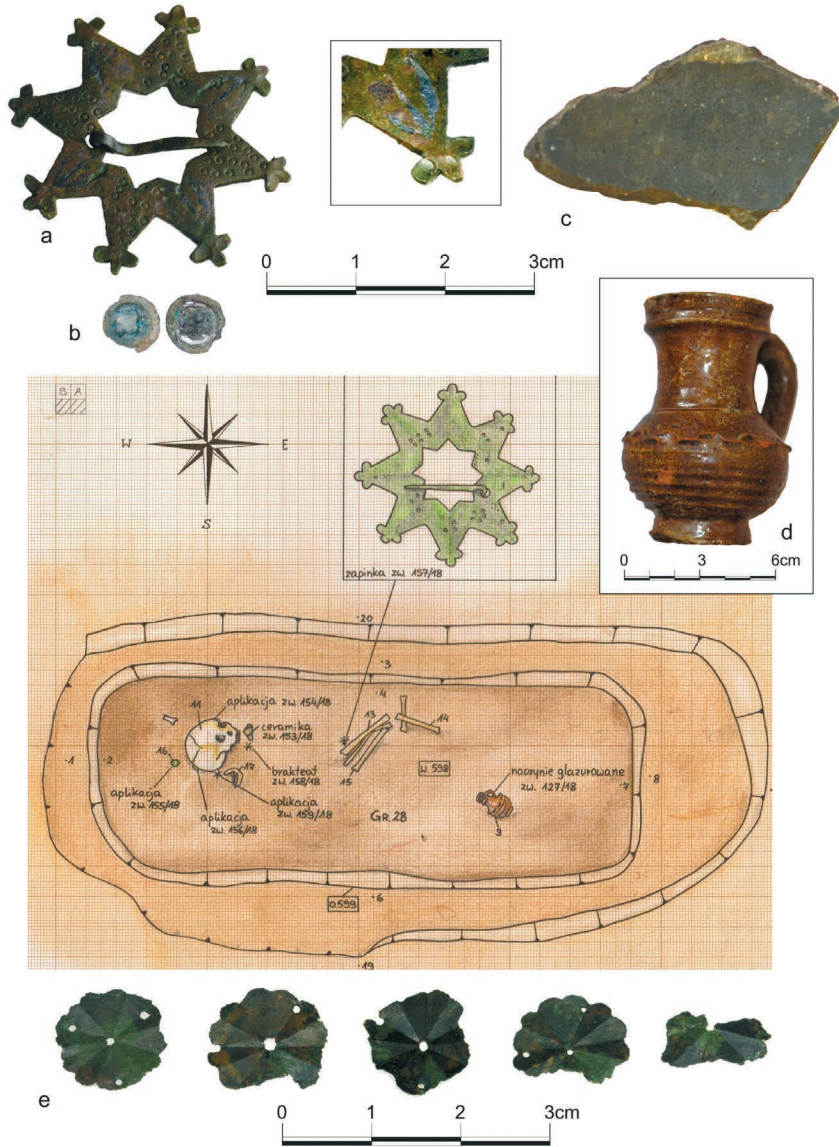 a
c
0 1 2 3cm
b
d
0 3 6cm
B A
W E
S
zapinka zw. 157/18
.20
.3
.4
11
aplikacja
zw. 154/18
ceramika
zw. 153/18
13
14
16
17
brakteat
zw. 158/18
15
W. 598
naczynie glazurowane
zw. 127/18
.1
.2
.7
.8
aplikacja
zw. 155/18
aplikacja
zw. 156/18
aplikacja
zw. 159/18
GR.28
3
O.599
.6
.19
e
0 1 2 3cm